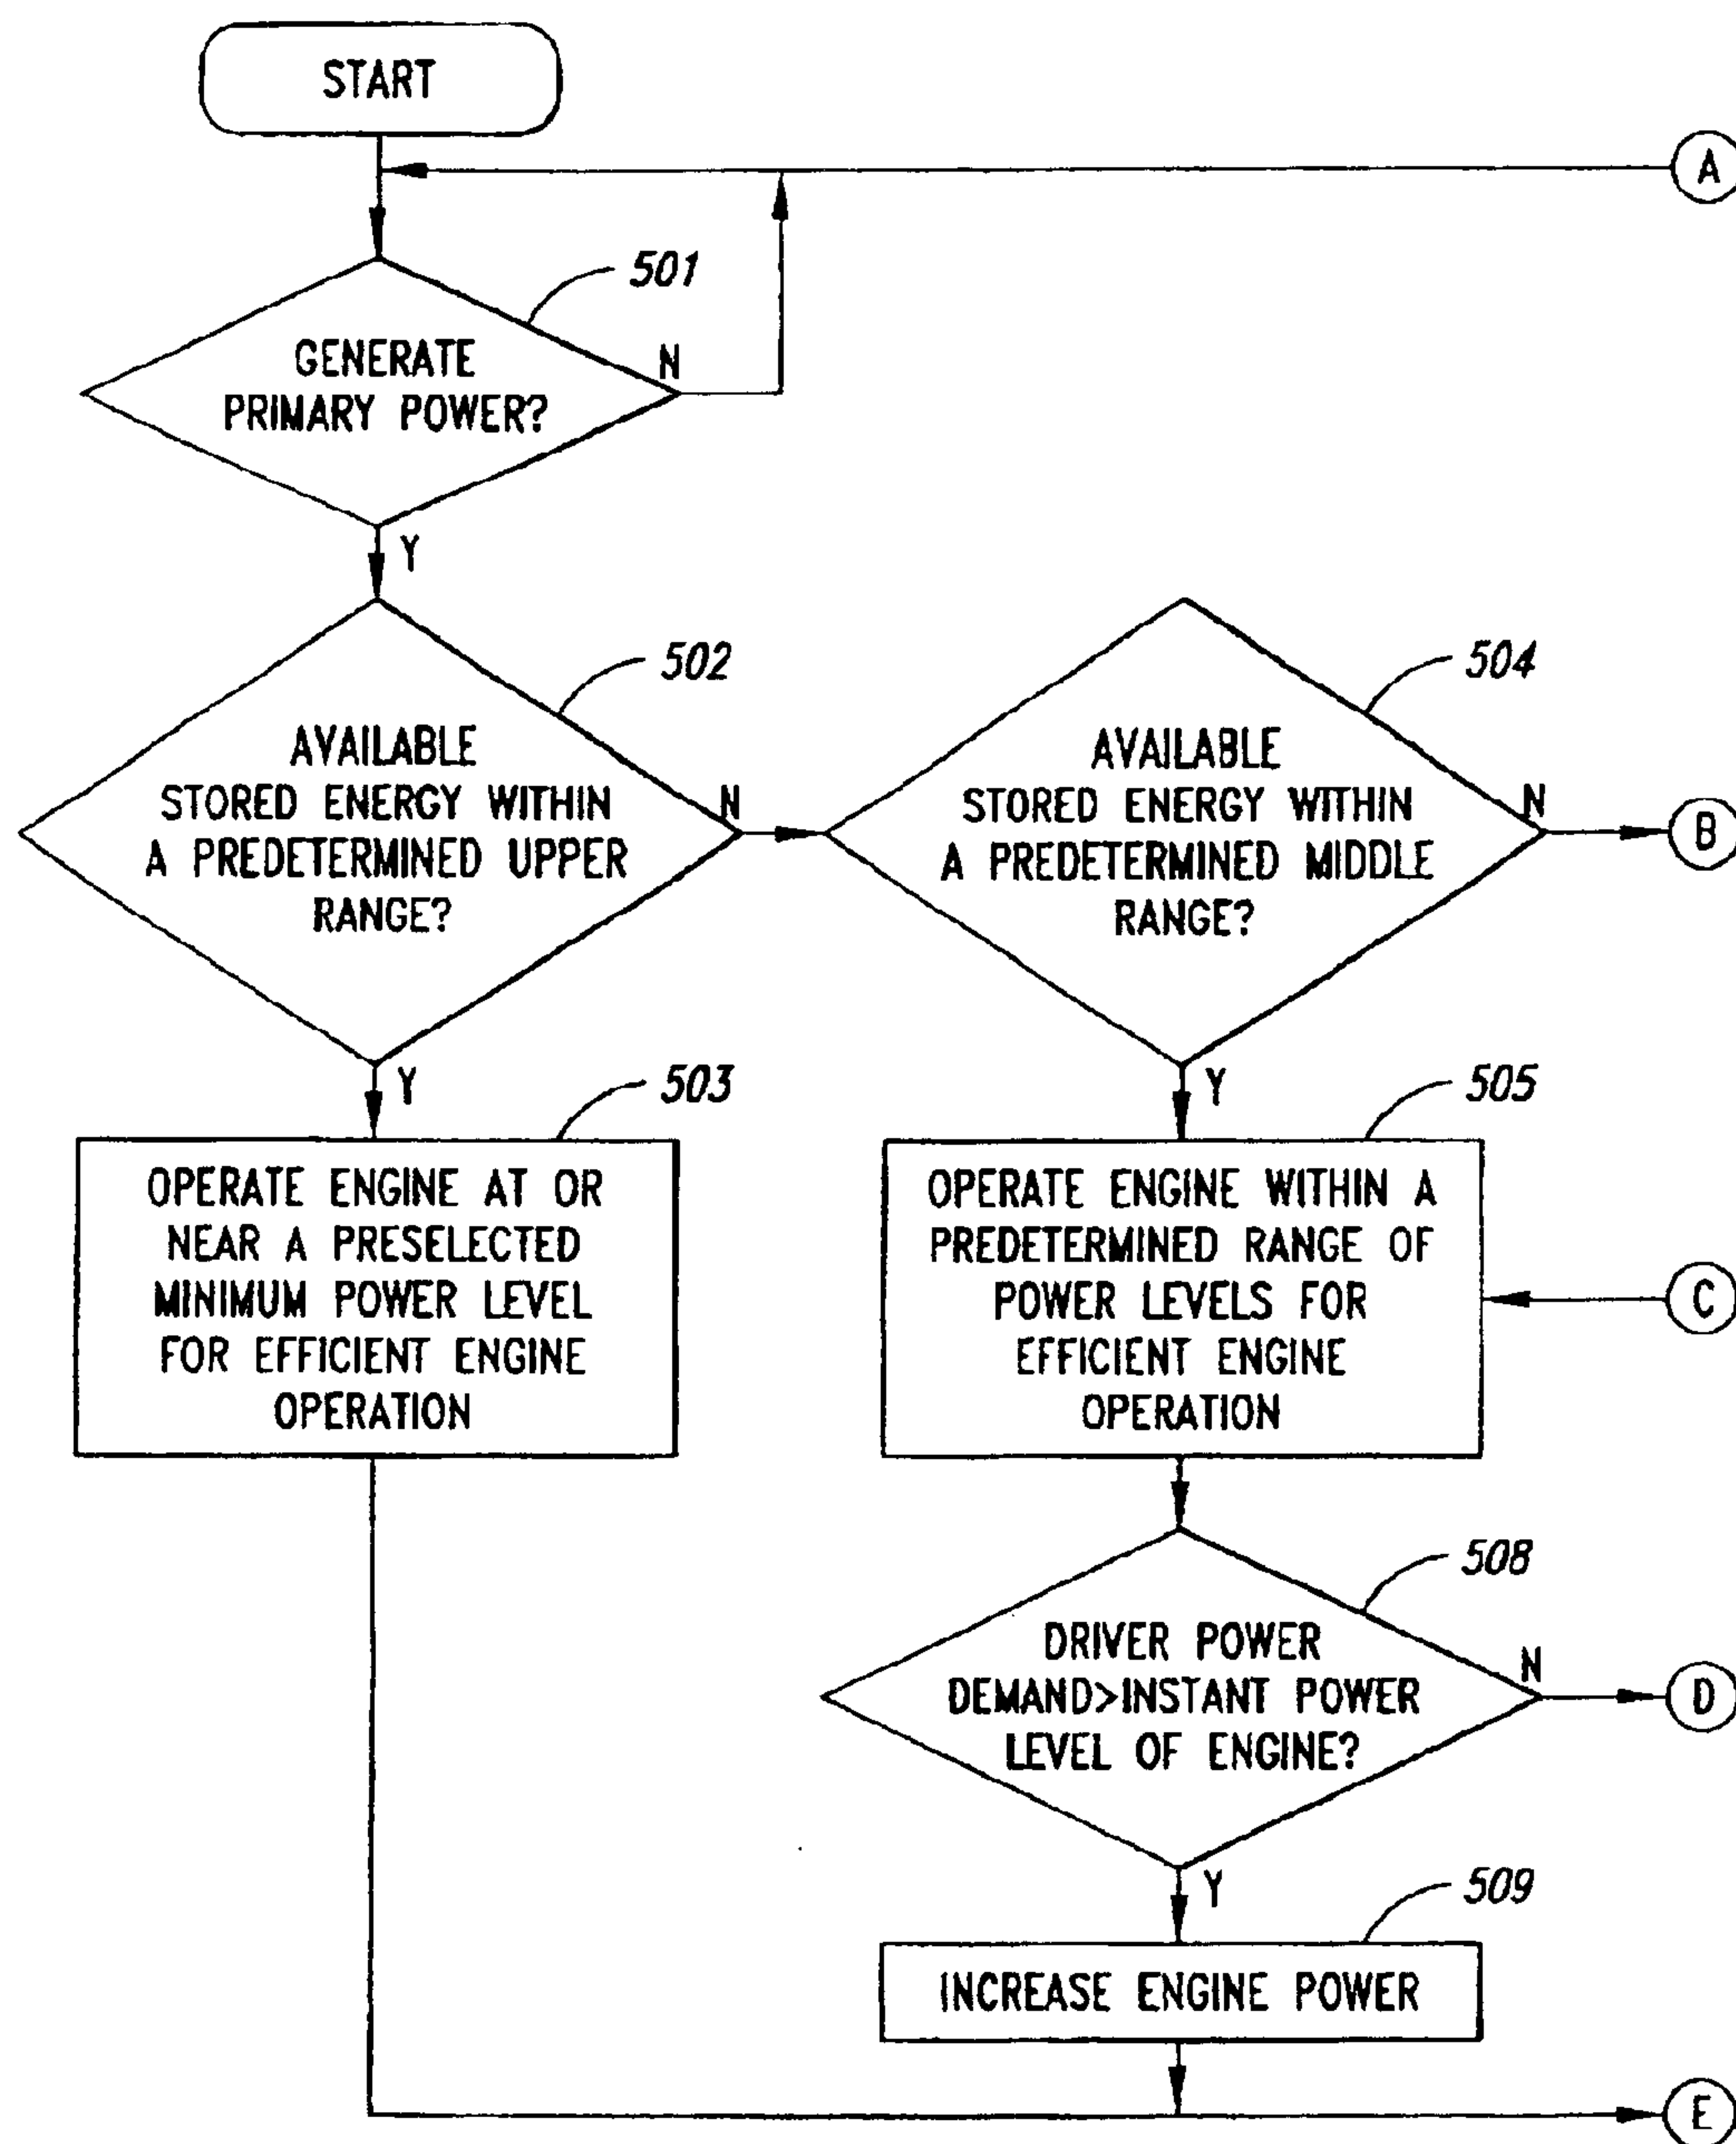 START
A
501
GENERATE
PRIMARY POWER?
N
Y
502
AVAILABLE
STORED ENERGY WITHIN
A PREDETERMINED UPPER
RANGE?
N
Y
504
AVAILABLE
STORED ENERGY WITHIN
A PREDETERMINED MIDDLE
RANGE?
N
B
Y
503
OPERATE ENGINE AT OR
NEAR A PRESELECTED
MINIMUM POWER LEVEL
FOR EFFICIENT ENGINE
OPERATION
505
OPERATE ENGINE WITHIN A
PREDETERMINED RANGE OF
POWER LEVELS FOR
EFFICIENT ENGINE
OPERATION
C
508
DRIVER POWER
DEMAND>INSTANT POWER
LEVEL OF ENGINE?
N
D
Y
509
INCREASE ENGINE POWER
E